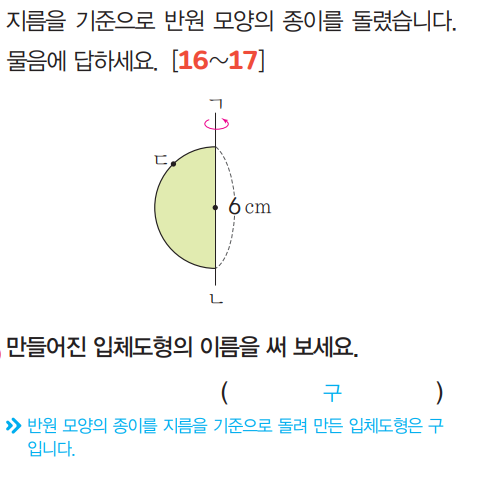 지름을 기준으로 반원 모양의 종이를 돌렸습니다.
물음에 답하세요. [16~17]
ㄱ
ㄷ
6 cm
ㄴ
만들어진 입체도형의 이름을 써 보세요.
( 구 )
반원 모양의 종이를 지름을 기준으로 돌려 만든 입체도형은 구
입니다.